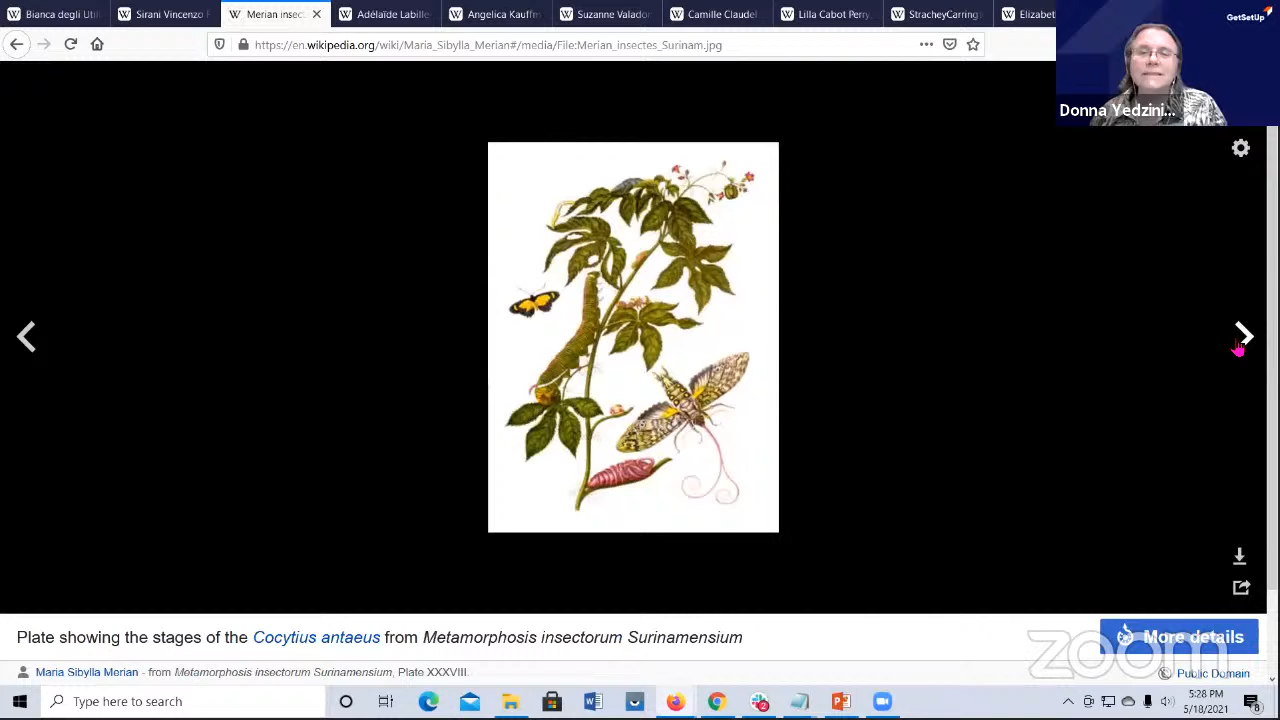 Bianca degli Utili
Sirani Vincenzo F
Merian insec
Adélaïde Labille
Angelica Kauffm
Suzanne Valador
Camille Claudel
Lilla Cabot Perry
StracheyCarring
Elizabet
GetSetUp
https://en.wikipedia.org/wiki/Maria_Sibylla_Merian#/media/File:Merian_insectes_Surinam.jpg
Donna Yedzini...
Plate showing the stages of the Cocytius antaeus from Metamorphosis insectorum Surinamensium
More details
zoom
Maria Sibylla Merian - from Metamorphosis insectorum Surinamensium, Plate XXXVIII.
Public Domain
Type here to search
2
5:28 PM
5/18/2021
8